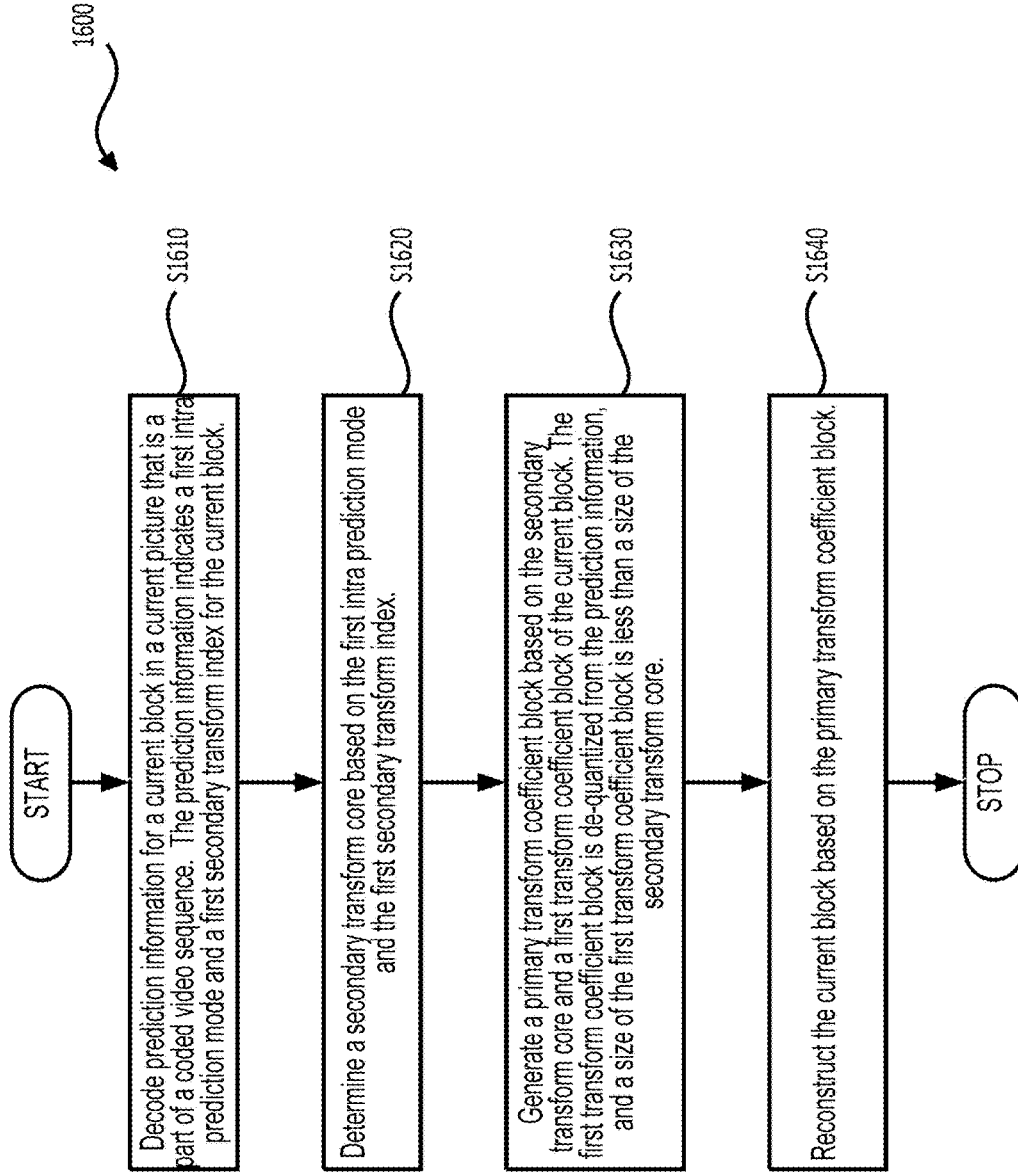 1600
START
Decode prediction information for a current block in a current picture that is a
part of a coded video sequence. The prediction information indicates a first intra
prediction mode and a first secondary transform index for the current block.
S1610
Determine a secondary transform core based on the first intra prediction mode
and the first secondary transform index.
S1620
Generate a primary transform coefficient block based on the secondary
transform core and a first transform coefficient block of the current block. The
first transform coefficient block is de-quantized from the prediction information,
and a size of the first transform coefficient block is less than a size of the
secondary transform core.
S1630
Reconstruct the current block based on the primary transform coefficient block.
S1640
STOP